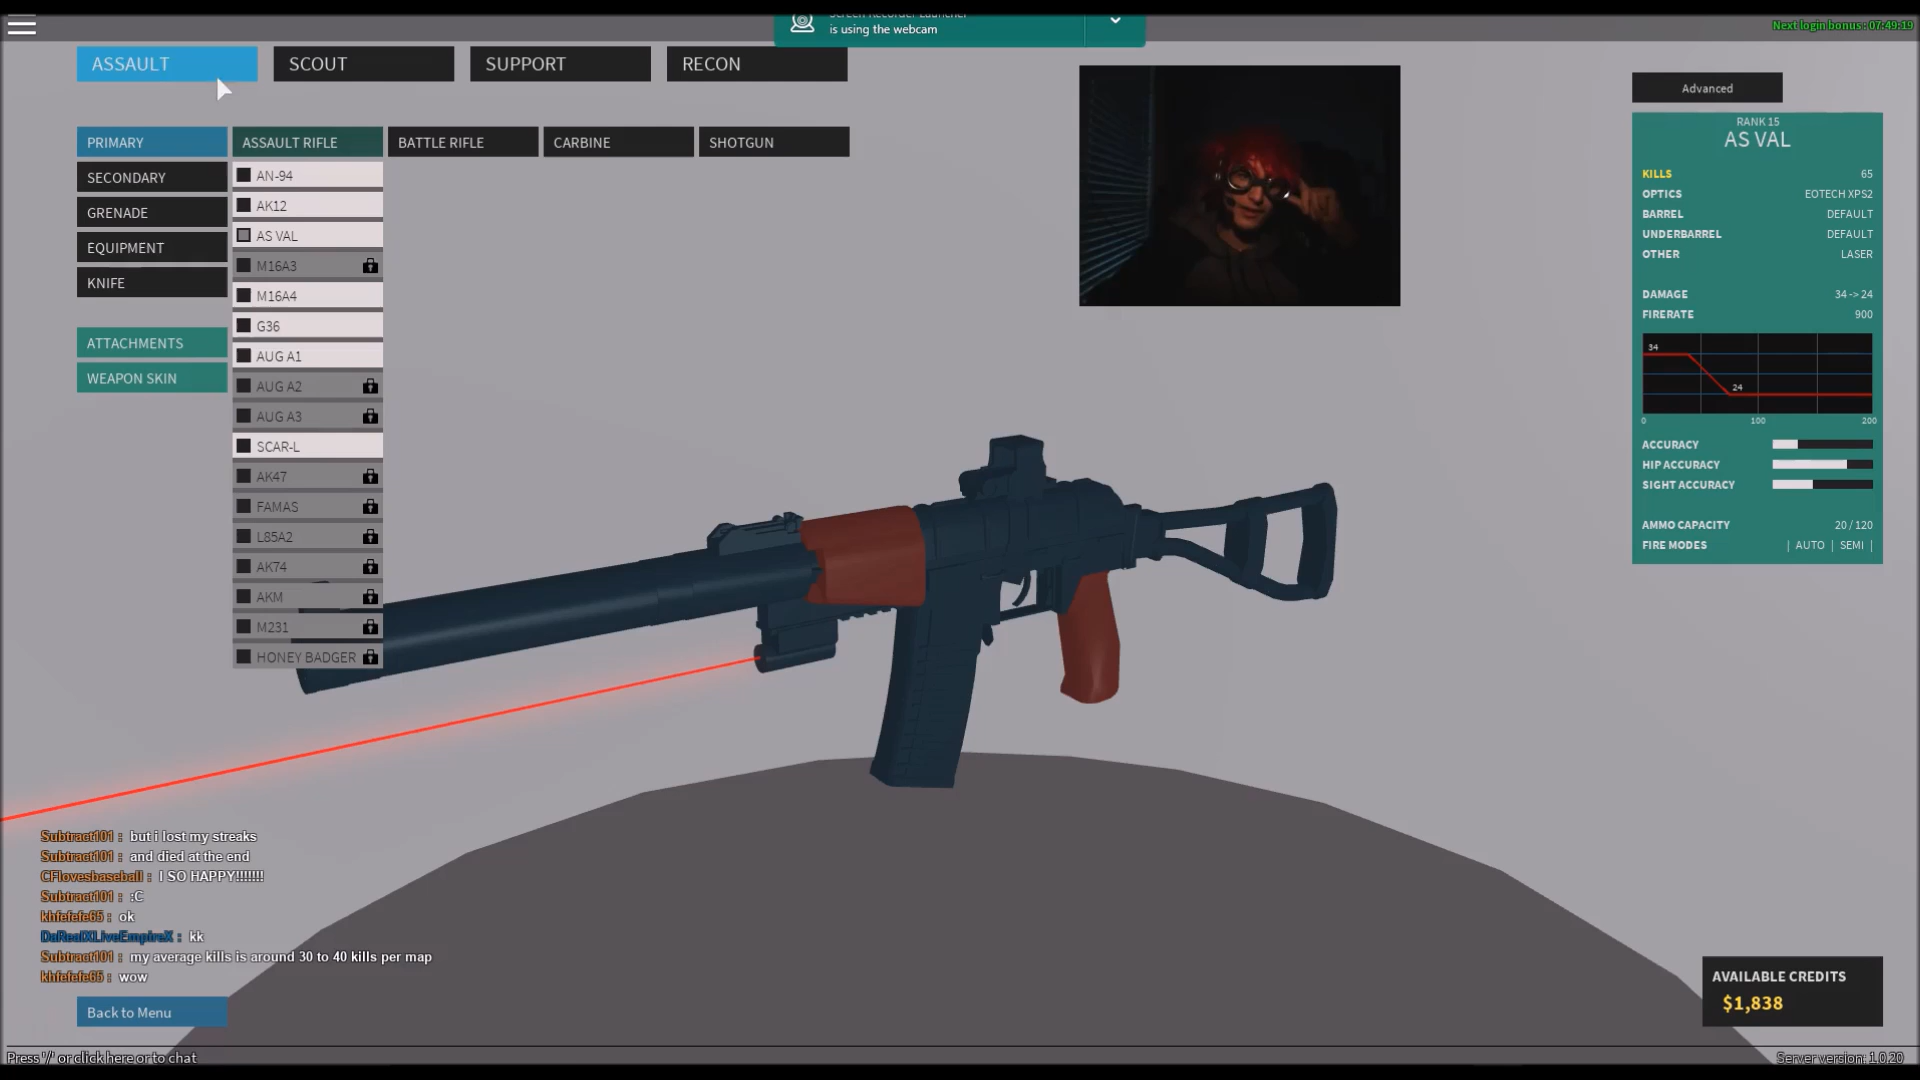 Screen Recorder Launcher
is using the webcam
Next login bonus: 07:49:19
ASSAULT
SCOUT
SUPPORT
RECON
Advanced
PRIMARY
SECONDARY
GRENADE
EQUIPMENT
KNIFE
ATTACHMENTS
WEAPON SKIN
ASSAULT RIFLE
BATTLE RIFLE
CARBINE
SHOTGUN
AN-94
AK12
AS VAL
M16A3
M16A4
G36
AUG A1
AUG A2
AUG A3
SCAR-L
AK47
FAMAS
L85A2
AK74
AKM
M231
HONEY BADGER
RANK 15
AS VAL
KILLS 65
OPTICS EOTECH XPS2
BARREL DEFAULT
UNDERBARREL DEFAULT
OTHER LASER
DAMAGE 34 -> 24
FIRERATE 900
34
24
0 100 200
ACCURACY
HIP ACCURACY
SIGHT ACCURACY
AMMO CAPACITY 20 / 120
FIRE MODES | AUTO | SEMI |
Subtract101 : but i lost my streaks
Subtract101 : and died at the end
CFlovesbaseball : I SO HAPPY!!!!!!!
Subtract101 : :C
khfefefe65 : ok
DaRealXLiveEmpireX : kk
Subtract101 : my average kills is around 30 to 40 kills per map
khfefefe65 : wow
Back to Menu
Press '/' or click here or to chat
AVAILABLE CREDITS
$1,838
Server version: 1.0.20